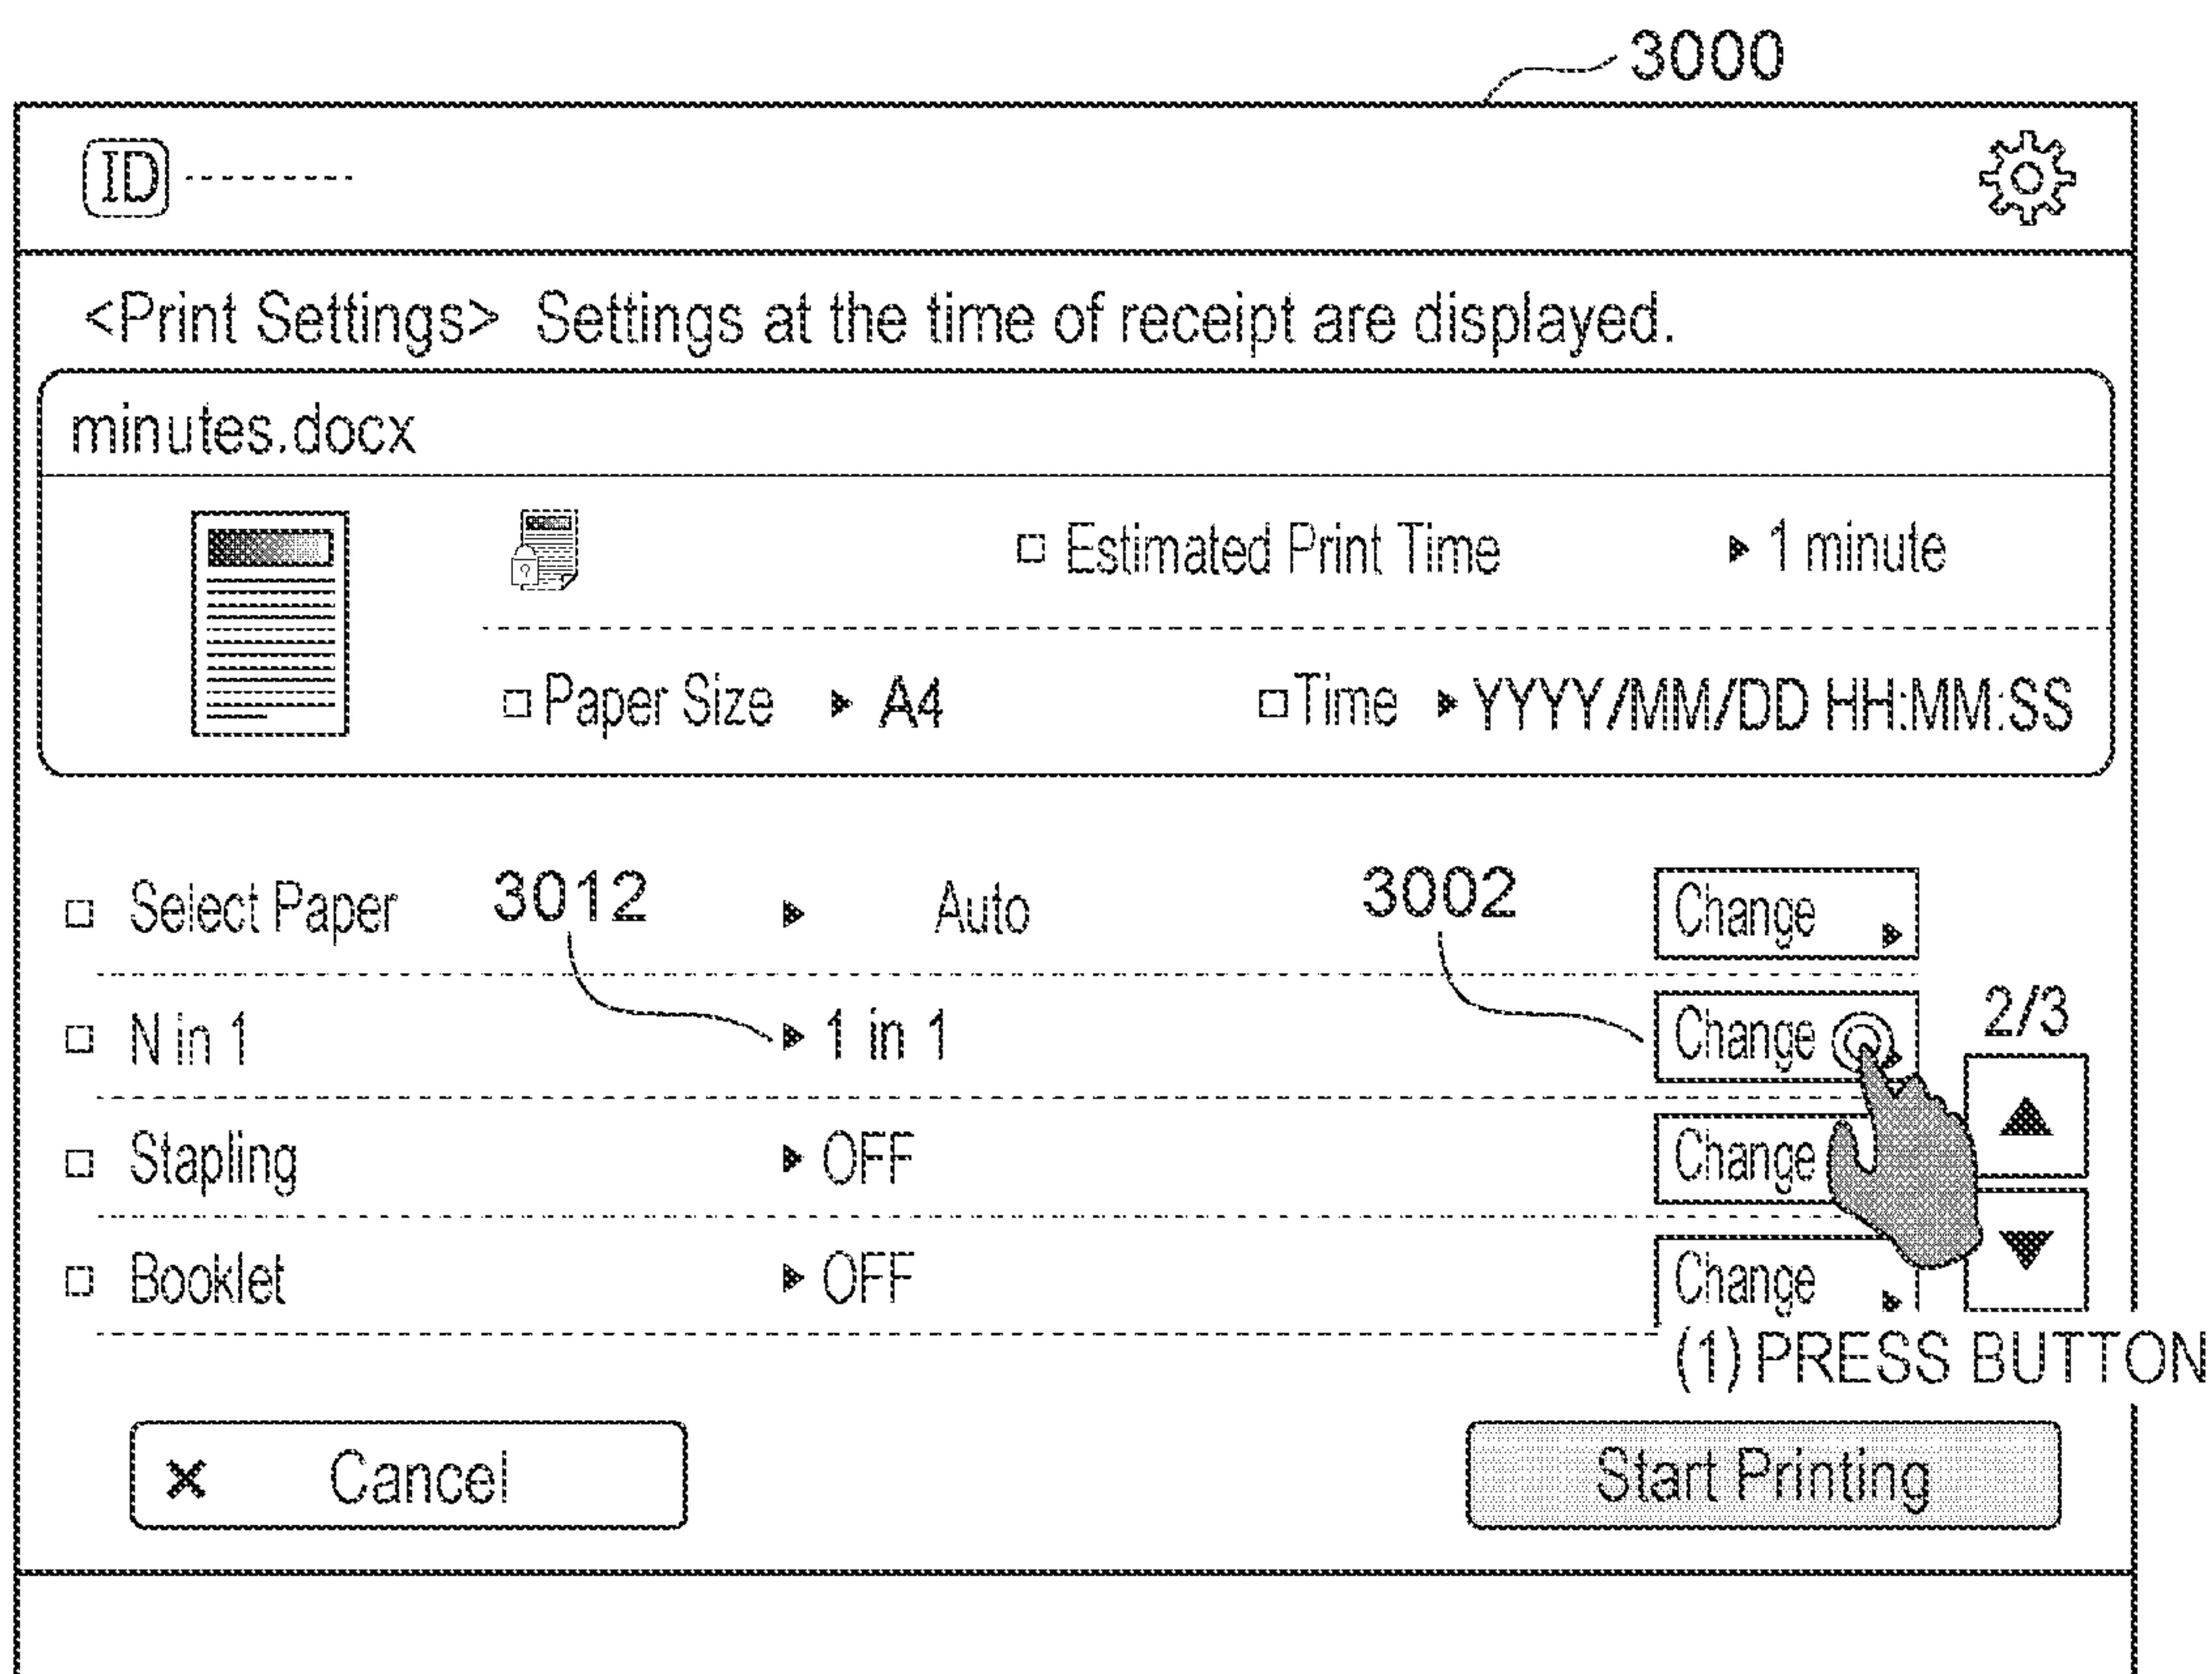 3000
ID ---------
<Print Settings> Settings at the time of receipt are displayed.
minutes.docx
Estimated Print Time 1 minute
Paper Size A4 Time YYYY/MM/DD HH:MM:SS
Select Paper 3012 Auto 3002 Change
N in 1 1 in 1 Change 2/3
Stapling OFF Change
Booklet OFF Change
(1) PRESS BUTTON
× Cancel Start Printing